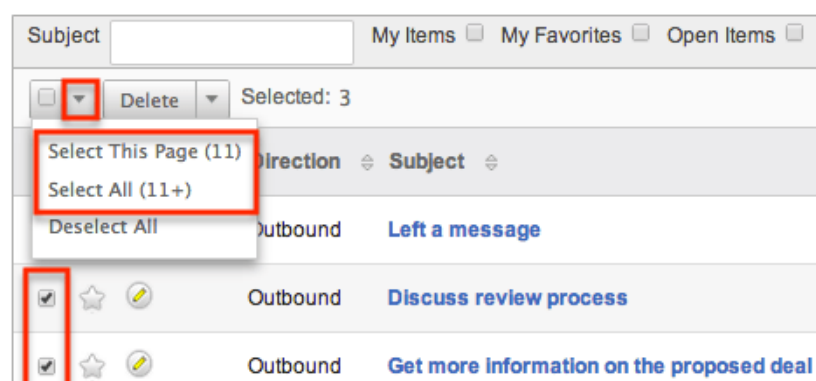 Subject My Items My Favorites Open Items
Delete Selected: 3
Select This Page (11)
Select All (11+)
Deselect All
Direction Subject
Outbound Left a message
Outbound Discuss review process
Outbound Get more information on the proposed deal